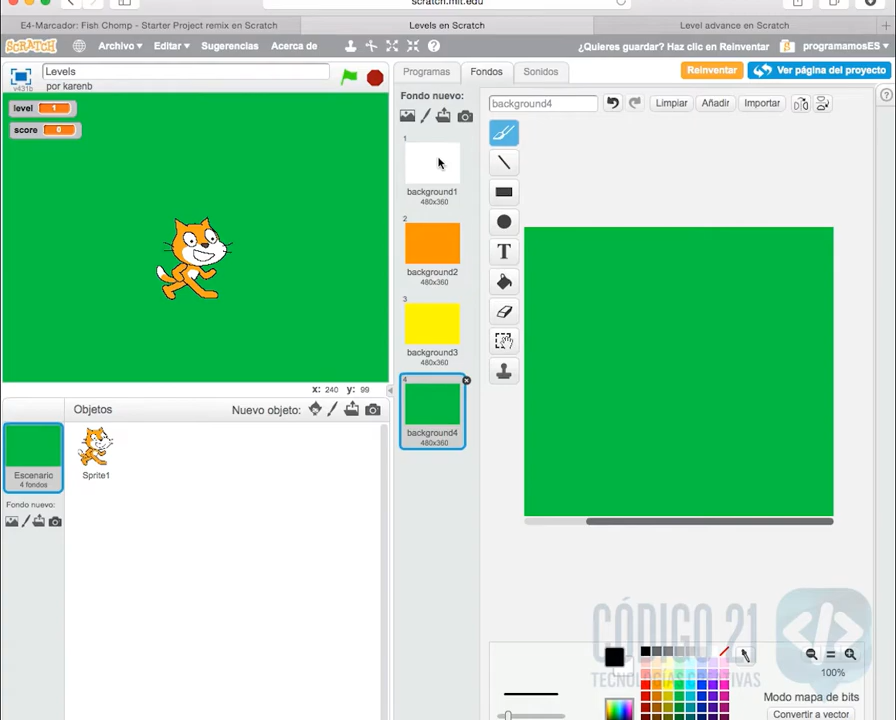 scratch.mit.edu
E4-Marcador: Fish Chomp - Starter Project remix en Scratch
Levels en Scratch
Level advance en Scratch
SCRATCH
Archivo
Editar
Sugerencias
Acerca de
¿Quieres guardar? Haz clic en Reinventar
programamosES
Levels
por karenb
v431b
Programas
Fondos
Sonidos
Reinventar
Ver página del proyecto
level 1
score 0
Fondo nuevo:
1
background1
480x360
2
background2
480x360
3
background3
480x360
4
background4
480x360
background4
Limpiar
Añadir
Importar
T
x: 240 y: 99
Objetos
Nuevo objeto:
Escenaric
4 fondos
Sprite1
Fondo nuevo:
CÓDIGO 21
TECNOLOGÍAS CREATIVAS
100%
Modo mapa de bits
Convertir a vector